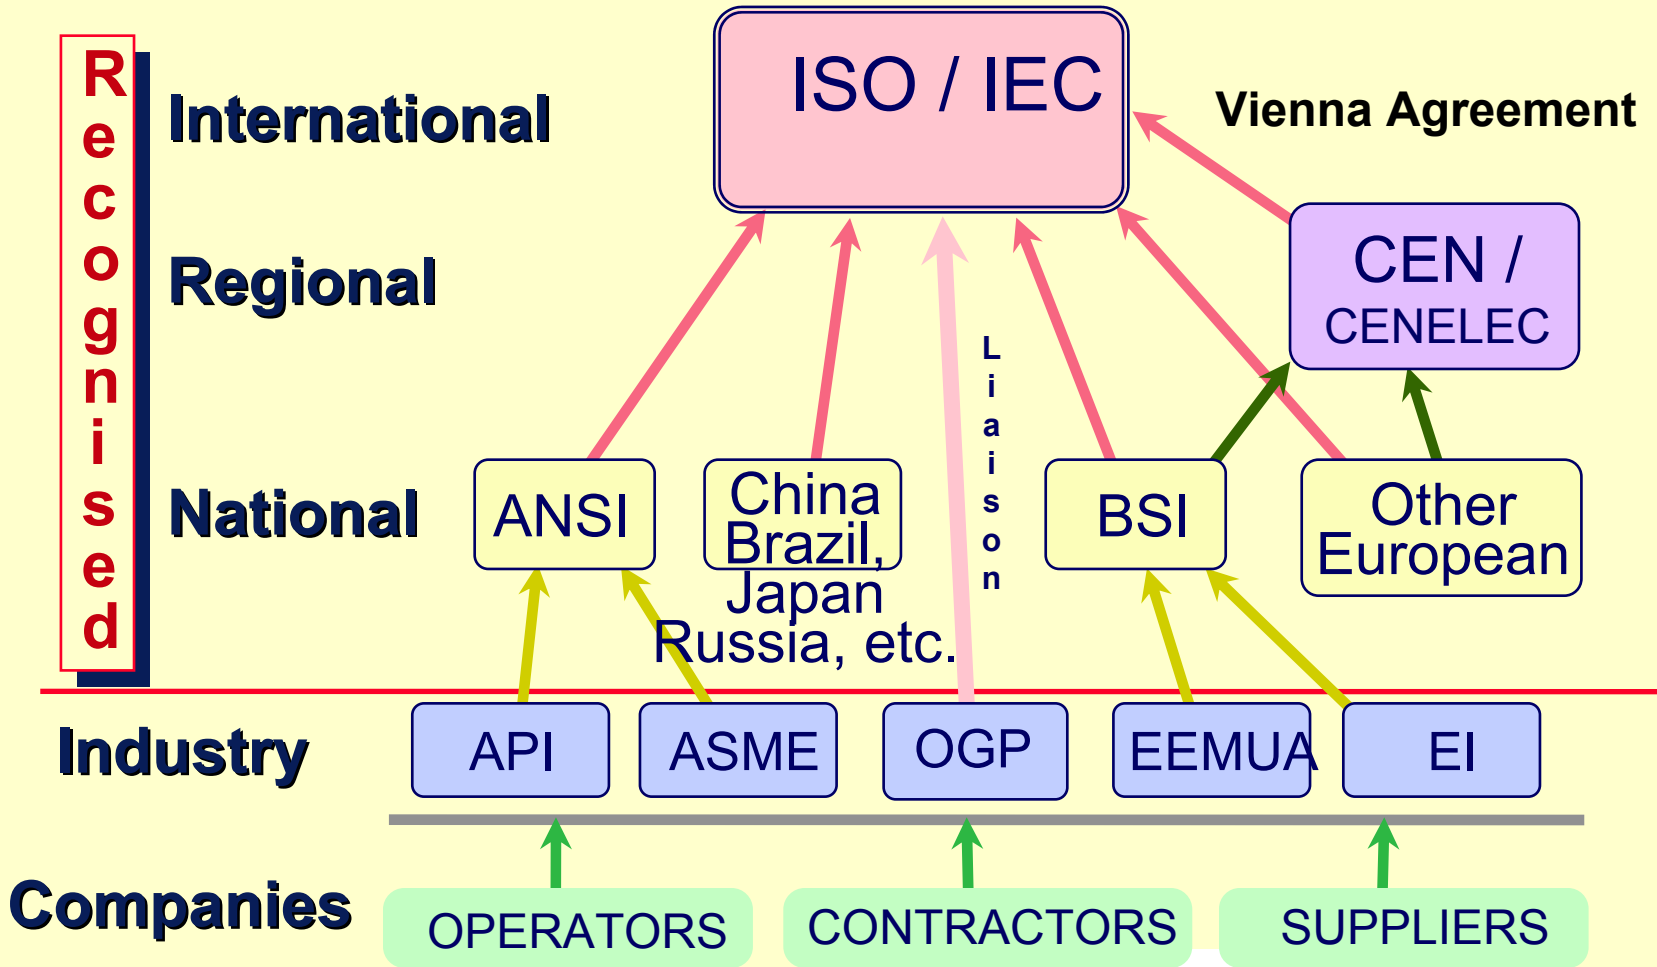 Recognised
International
ISO / IEC
Vienna Agreement
Regional
CEN /
CENELEC
Liaison
National
ANSI
China
Brazil,
Japan
Russia, etc.
BSI
Other
European
Industry
API
ASME
OGP
EEMUA
EI
Companies
OPERATORS
CONTRACTORS
SUPPLIERS